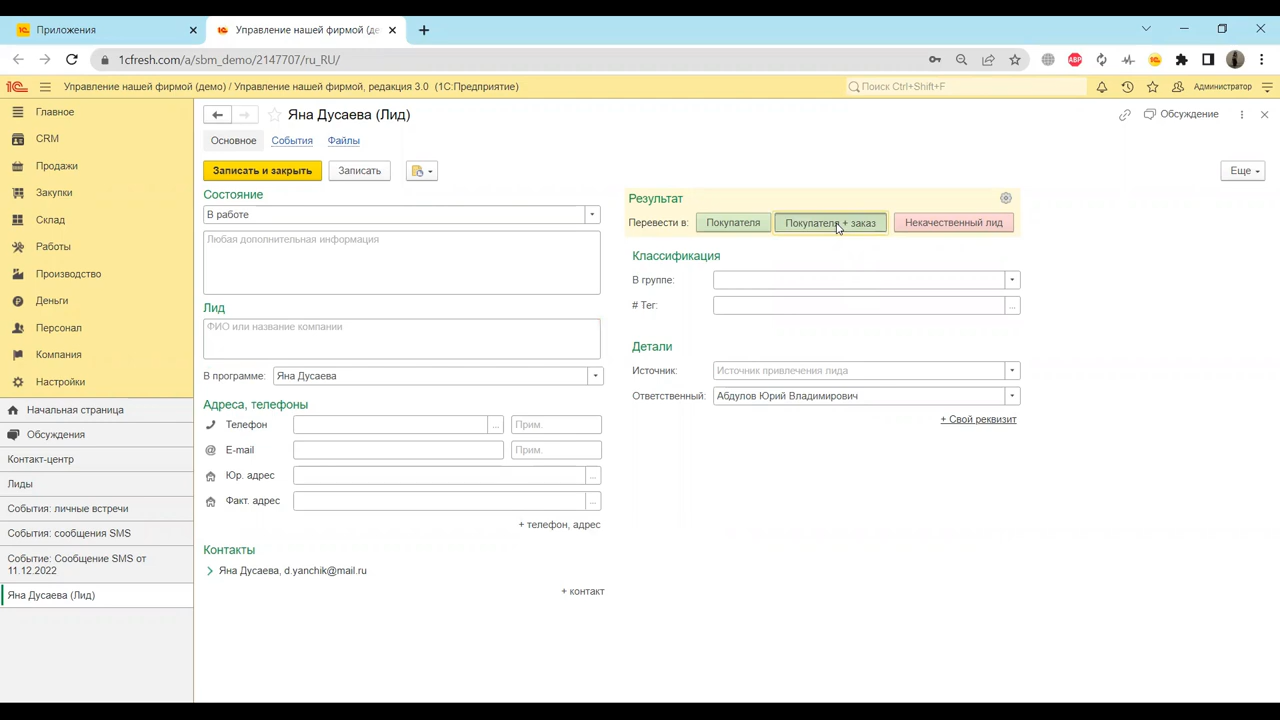 Приложения
Управление нашей фирмой (де
1cfresh.com/a/sbm_demo/2147707/ru_RU/
ABP
Управление нашей фирмой (демо) / Управление нашей фирмой, редакция 3.0 (1С:Предприятие)
Поиск Ctrl+Shift+F
Администратор
Главное
CRM
Продажи
Закупки
Склад
Работы
Производство
Деньги
Персонал
Компания
Настройки
Начальная страница
Обсуждения
Контакт-центр
Лиды
События: личные встречи
События: сообщения SMS
Событие: Сообщение SMS от
11.12.2022
Яна Дусаева (Лид)
Яна Дусаева (Лид)
Обсуждение
Основное События Файлы
Записать и закрыть Записать
Еще
Состояние
В работе
Любая дополнительная информация
Лид
ФИО или название компании
В программе: Яна Дусаева
Адреса, телефоны
Телефон ... Прим.
@ E-mail Прим.
Юр. адрес ...
Факт. адрес ...
+ телефон, адрес
Контакты
Яна Дусаева, d.yanchik@mail.ru
+ контакт
Результат
Перевести в: Покупателя Покупателя + заказ Некачественный лид
Классификация
В группе:
# Тег: ...
Детали
Источник: Источник привлечения лида
Ответственный: Абдулов Юрий Владимирович
+ Свой реквизит